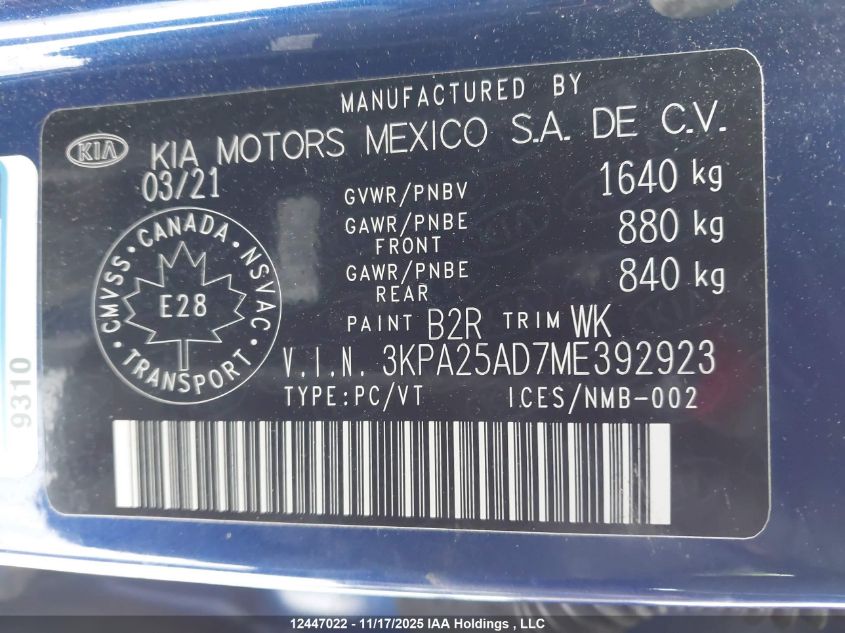 MANUFACTURED BY
KIA KIA MOTORS MEXICO S.A. DE C.V.
03/21
GVWR/PNBV 1640 kg
GAWR/PNBE FRONT 880 kg
GAWR/PNBE REAR 840 kg
CMVSS • CANADA • NSVAC • TRANSPORT •
E28
PAINT B2R TRIM WK
V.I.N. 3KPA25AD7ME392923
TYPE:PC/VT ICES/NMB-002
9310
12447022 - 11/17/2025 IAA Holdings , LLC